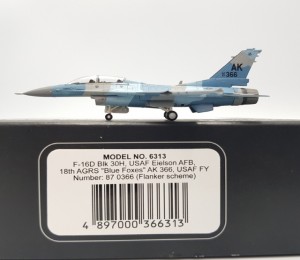 AK
366
MODEL NO. 6313
F-16D Blk 30H, USAF Eielson AFB,
18th AGRS "Blue Foxes" AK 366, USAF FY
Number: 87 0366 (Flanker scheme)
4 897000 366313